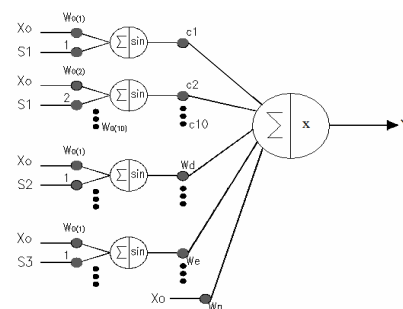 Xo Wo(1) Σ sin c1
S1 1
Xo Wo(2) Σ sin c2
S1 2 Wo(10) c10
Σ x Y
Xo Wo(1) Σ sin Wd
S2 1
Xo Wo(1) Σ sin We
S3 1
Xo Wn